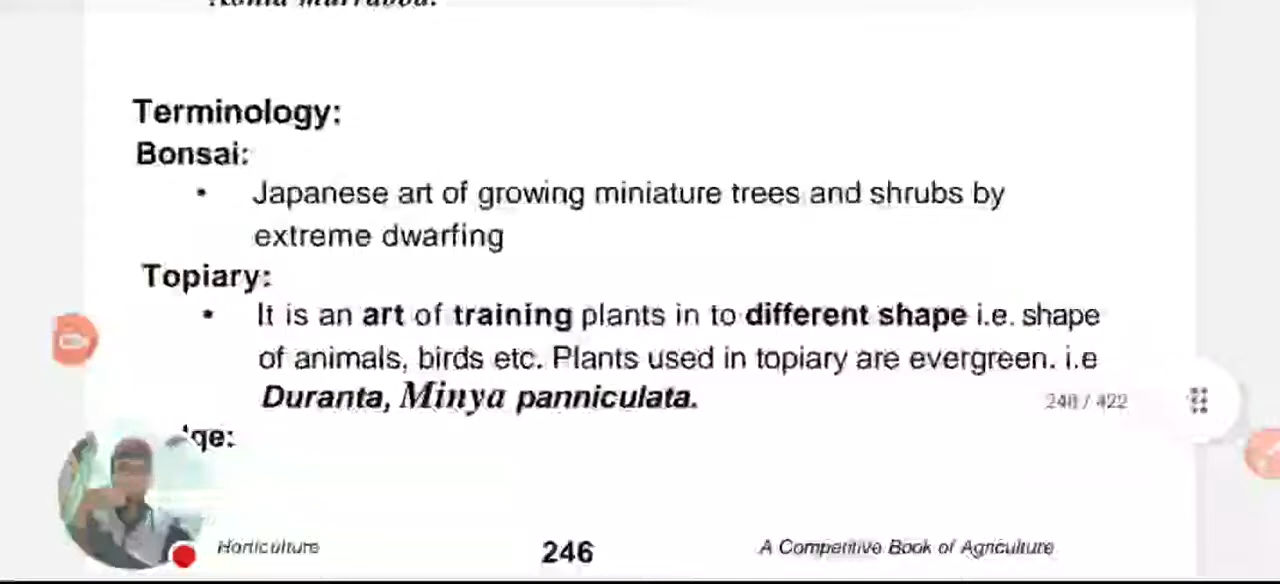 Terminology:
Bonsai:
• Japanese art of growing miniature trees and shrubs by
extreme dwarfing
Topiary:
• It is an art of training plants in to different shape i.e. shape
of animals, birds etc. Plants used in topiary are evergreen. i.e
Duranta, Minya panniculata.
248 / 422
Horticulture 246 A Competitive Book of Agriculture